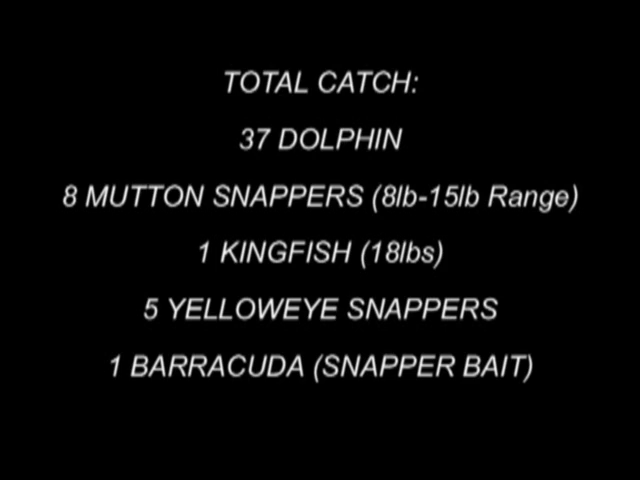 TOTAL CATCH:
37 DOLPHIN
8 MUTTON SNAPPERS (8lb-15lb Range)
1 KINGFISH (18lbs)
5 YELLOWEYE SNAPPERS
1 BARRACUDA (SNAPPER BAIT)